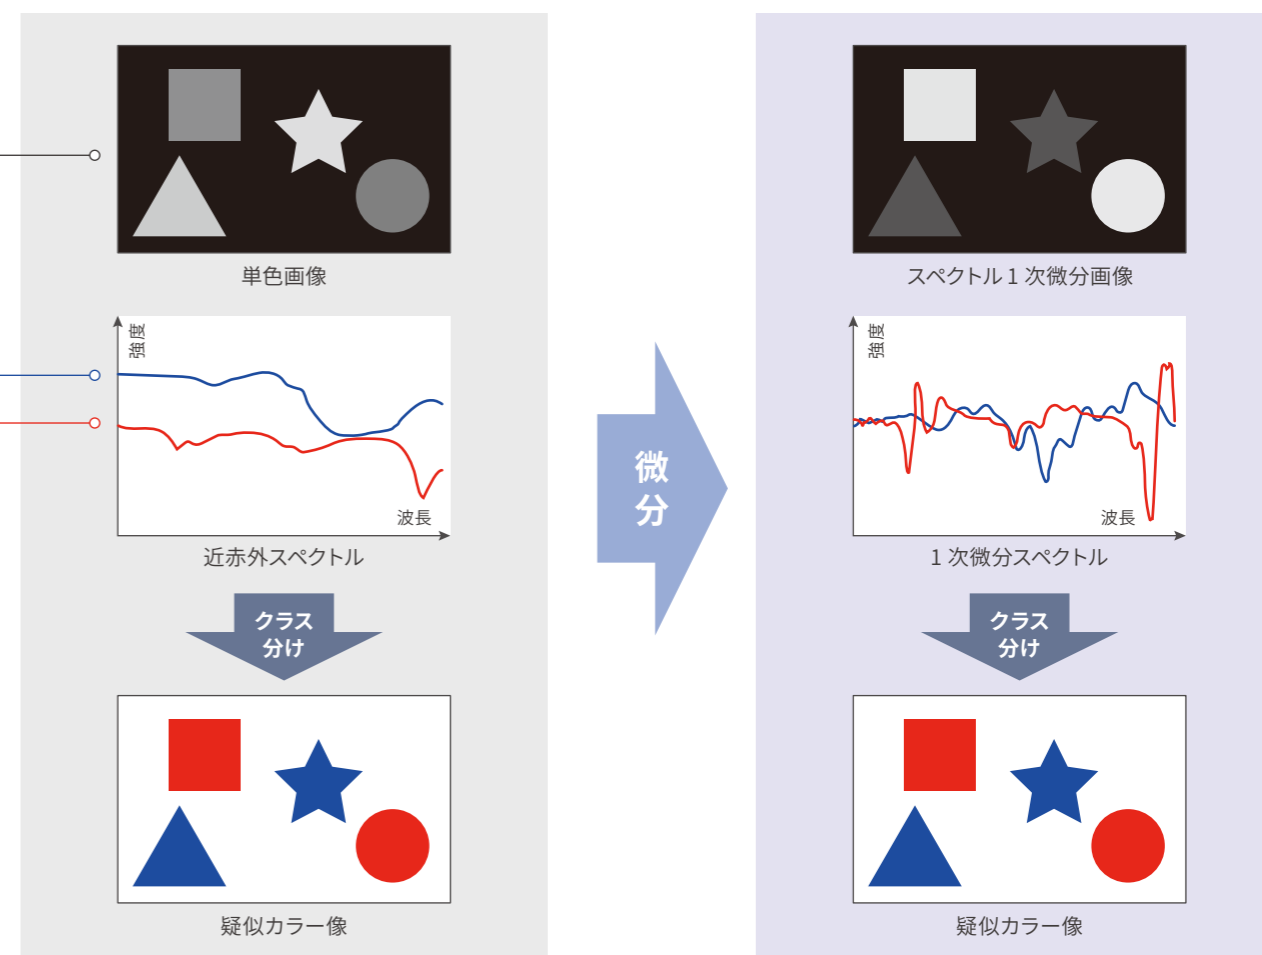 単色画像
強度
波長
近赤外スペクトル
クラス
分け
疑似カラー像
微
分
スペクトル1次微分画像
強度
波長
1次微分スペクトル
クラス
分け
疑似カラー像